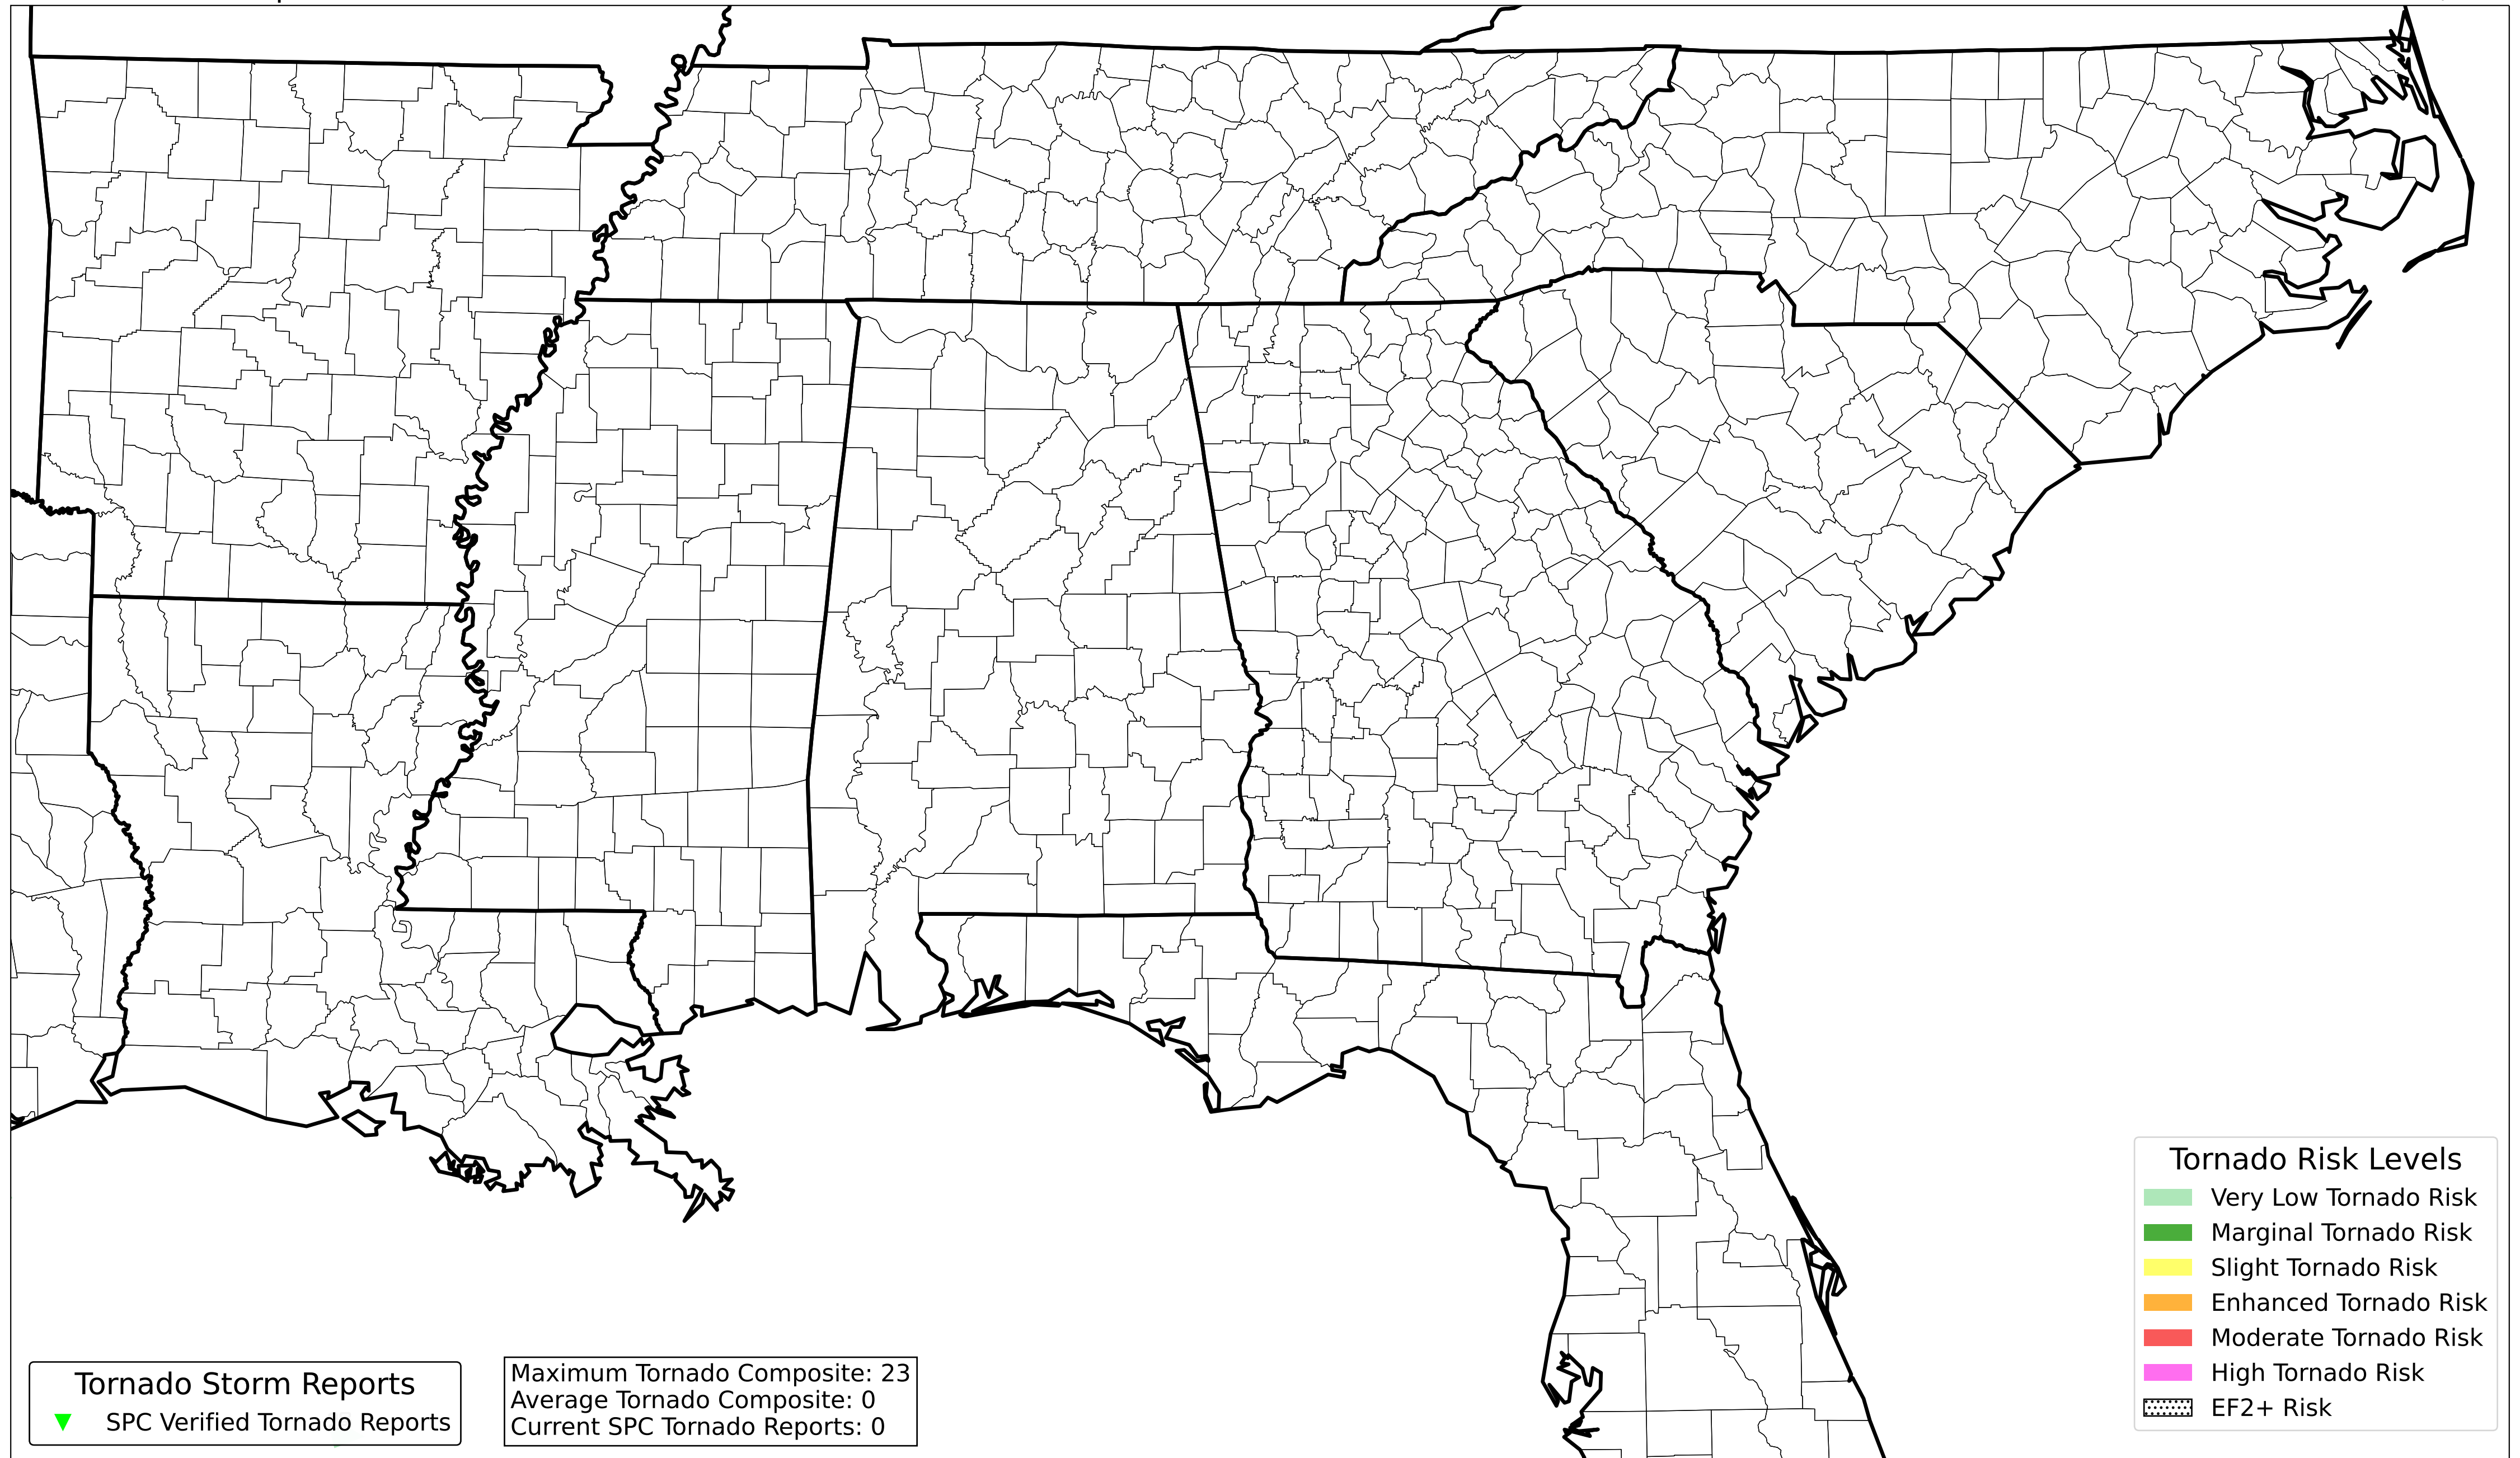 Tornado Risk Levels
Very Low Tornado Risk
Marginal Tornado Risk
Slight Tornado Risk
Enhanced Tornado Risk
Moderate Tornado Risk
High Tornado Risk
EF2+ Risk
Tornado Storm Reports
SPC Verified Tornado Reports
Maximum Tornado Composite: 23
Average Tornado Composite: 0
Current SPC Tornado Reports: 0